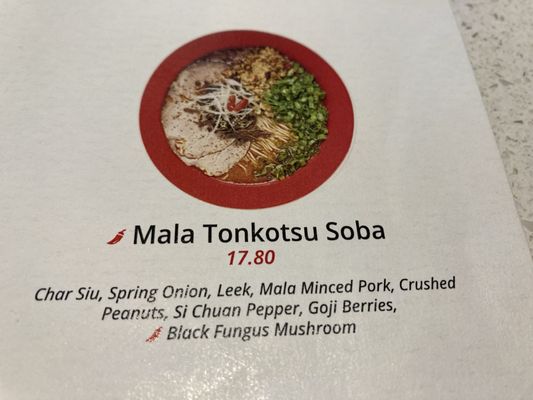 Mala Tonkotsu Soba
17.80
Char Siu, Spring Onion, Leek, Mala Minced Pork, Crushed
Peanuts, Si Chuan Pepper, Goji Berries,
Black Fungus Mushroom